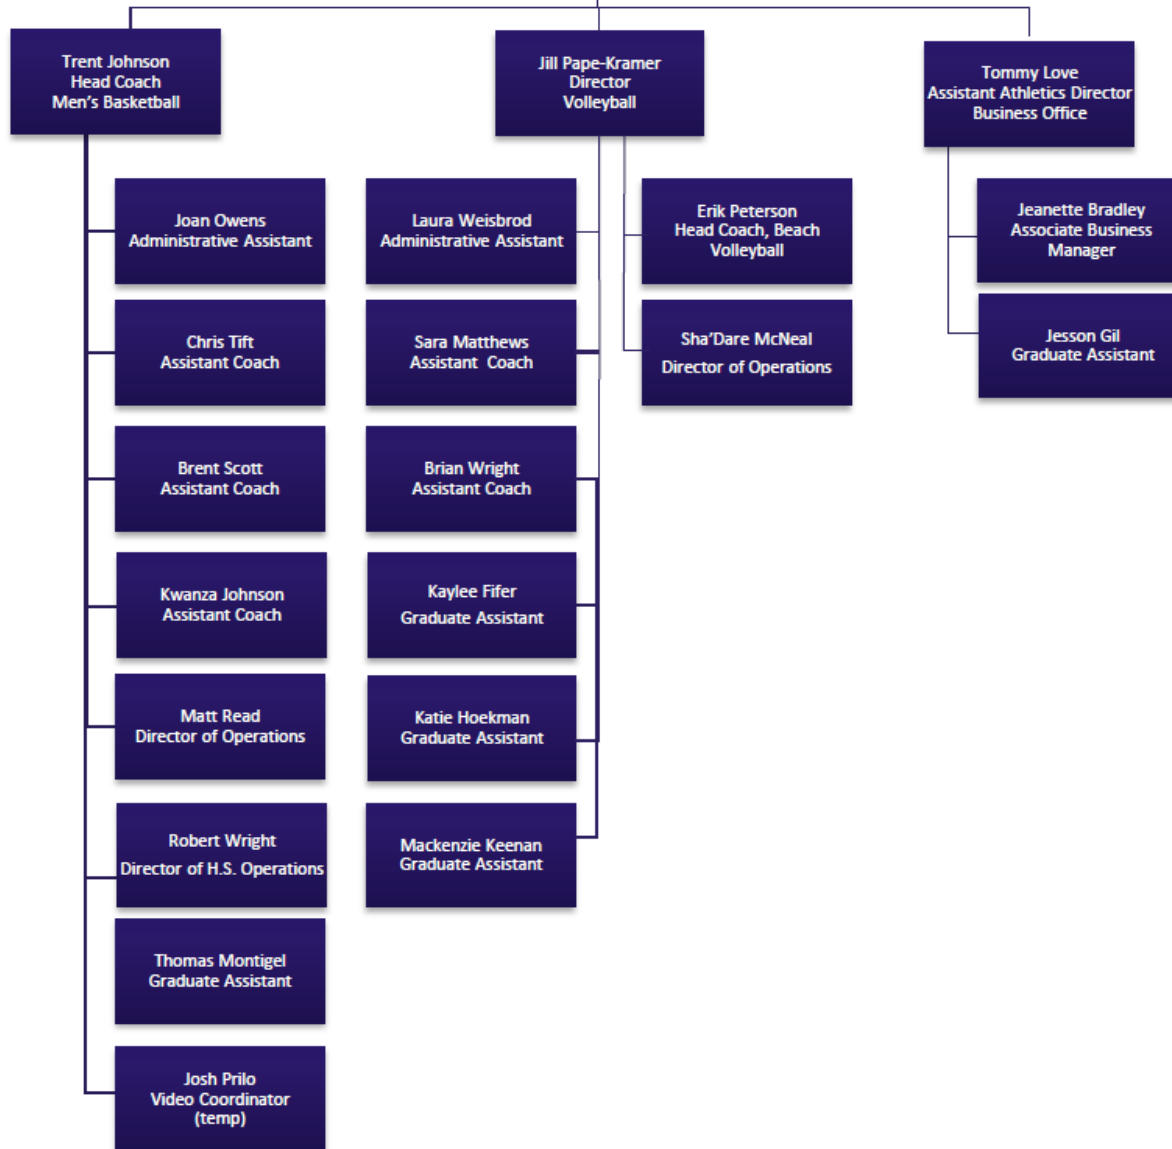 Trent Johnson
Head Coach
Men's Basketball
Jill Pape-Kramer
Director
Volleyball
Tommy Love
Assistant Athletics Director
Business Office
Joan Owens
Administrative Assistant
Laura Weisbrod
Administrative Assistant
Erik Peterson
Head Coach, Beach
Volleyball
Jeanette Bradley
Associate Business
Manager
Chris Tift
Assistant Coach
Sara Matthews
Assistant Coach
Sha'Dare McNeal
Director of Operations
Jesson Gil
Graduate Assistant
Brent Scott
Assistant Coach
Brian Wright
Assistant Coach
Kwanza Johnson
Assistant Coach
Kaylee Fifer
Graduate Assistant
Matt Read
Director of Operations
Katie Hoekman
Graduate Assistant
Robert Wright
Director of H.S. Operations
Mackenzie Keenan
Graduate Assistant
Thomas Montigel
Graduate Assistant
Josh Prilo
Video Coordinator
(temp)